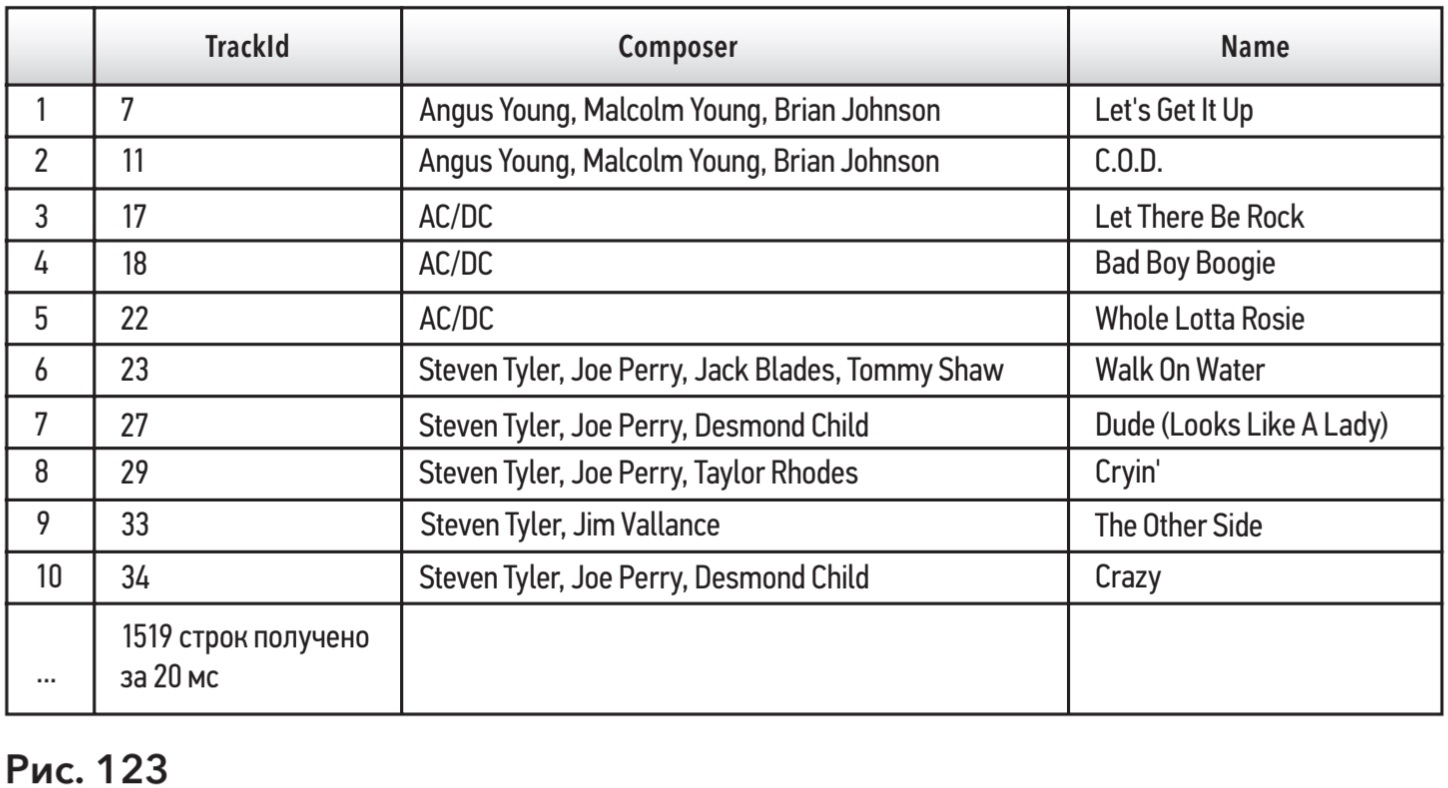 TrackId Composer Name
1 7 Angus Young, Malcolm Young, Brian Johnson Let's Get It Up
2 11 Angus Young, Malcolm Young, Brian Johnson C.O.D.
3 17 AC/DC Let There Be Rock
4 18 AC/DC Bad Boy Boogie
5 22 AC/DC Whole Lotta Rosie
6 23 Steven Tyler, Joe Perry, Jack Blades, Tommy Shaw Walk On Water
7 27 Steven Tyler, Joe Perry, Desmond Child Dude (Looks Like A Lady)
8 29 Steven Tyler, Joe Perry, Taylor Rhodes Cryin'
9 33 Steven Tyler, Jim Vallance The Other Side
10 34 Steven Tyler, Joe Perry, Desmond Child Crazy
1519 строк получено
... за 20 мс
Рис. 123